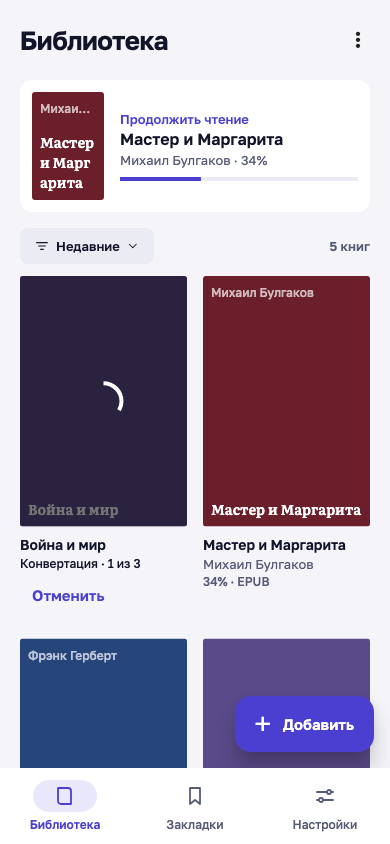 Библиотека
Михаи...
Мастер
и Марг
арита
Продолжить чтение
Мастер и Маргарита
Михаил Булгаков · 34%
Недавние
5 книг
Война и мир
Михаил Булгаков
Мастер и Маргарита
Война и мир
Конвертация · 1 из 3
Отменить
Мастер и Маргарита
Михаил Булгаков
34% · EPUB
Фрэнк Герберт
Добавить
Библиотека
Закладки
Настройки